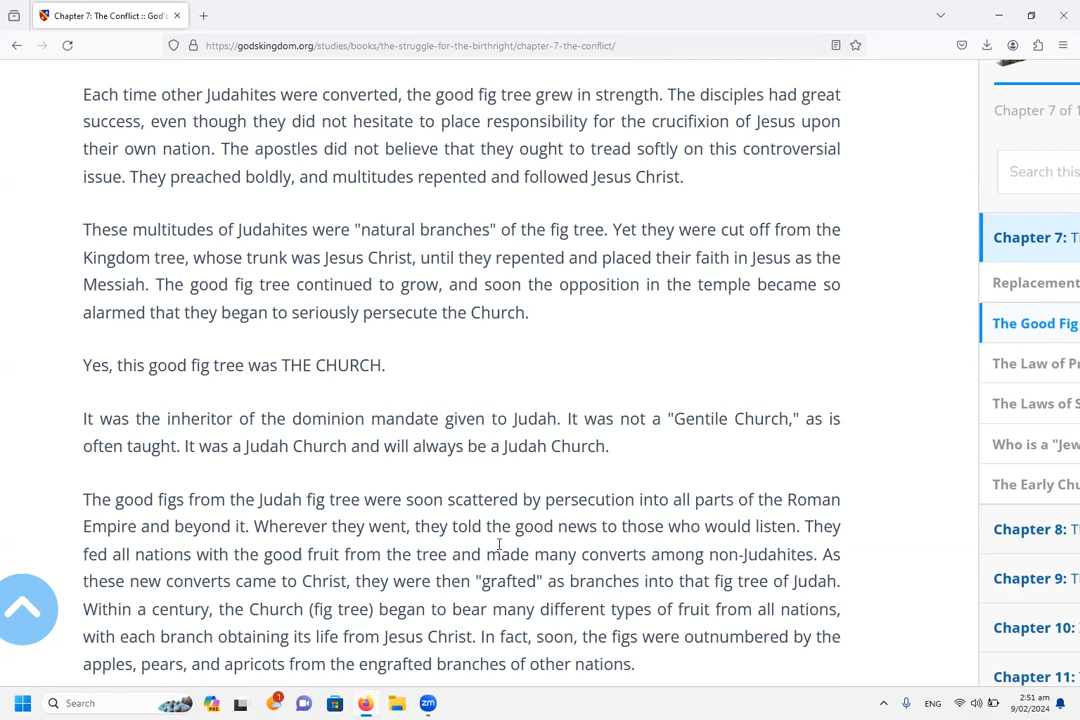 Chapter 7: The Conflict :: God's
https://godskingdom.org/studies/books/the-struggle-for-the-birthright/chapter-7-the-conflict/
Each time other Judahites were converted, the good fig tree grew in strength. The disciples had great
success, even though they did not hesitate to place responsibility for the crucifixion of Jesus upon
their own nation. The apostles did not believe that they ought to tread softly on this controversial
issue. They preached boldly, and multitudes repented and followed Jesus Christ.
These multitudes of Judahites were "natural branches" of the fig tree. Yet they were cut off from the
Kingdom tree, whose trunk was Jesus Christ, until they repented and placed their faith in Jesus as the
Messiah. The good fig tree continued to grow, and soon the opposition in the temple became so
alarmed that they began to seriously persecute the Church.
Yes, this good fig tree was THE CHURCH.
It was the inheritor of the dominion mandate given to Judah. It was not a "Gentile Church," as is
often taught. It was a Judah Church and will always be a Judah Church.
The good figs from the Judah fig tree were soon scattered by persecution into all parts of the Roman
Empire and beyond it. Wherever they went, they told the good news to those who would listen. They
fed all nations with the good fruit from the tree and made many converts among non-Judahites. As
these new converts came to Christ, they were then "grafted" as branches into that fig tree of Judah.
Within a century, the Church (fig tree) began to bear many different types of fruit from all nations,
with each branch obtaining its life from Jesus Christ. In fact, soon, the figs were outnumbered by the
apples, pears, and apricots from the engrafted branches of other nations.
Chapter 7 of 1
Search this
Chapter 7: T
Replacement
The Good Fig
The Law of P
The Laws of S
Who is a "Jew
The Early Chu
Chapter 8: T
Chapter 9: T
Chapter 10:
Chapter 11:
Search
PRE
1
zm
ENG
2:51 am
9/02/2024